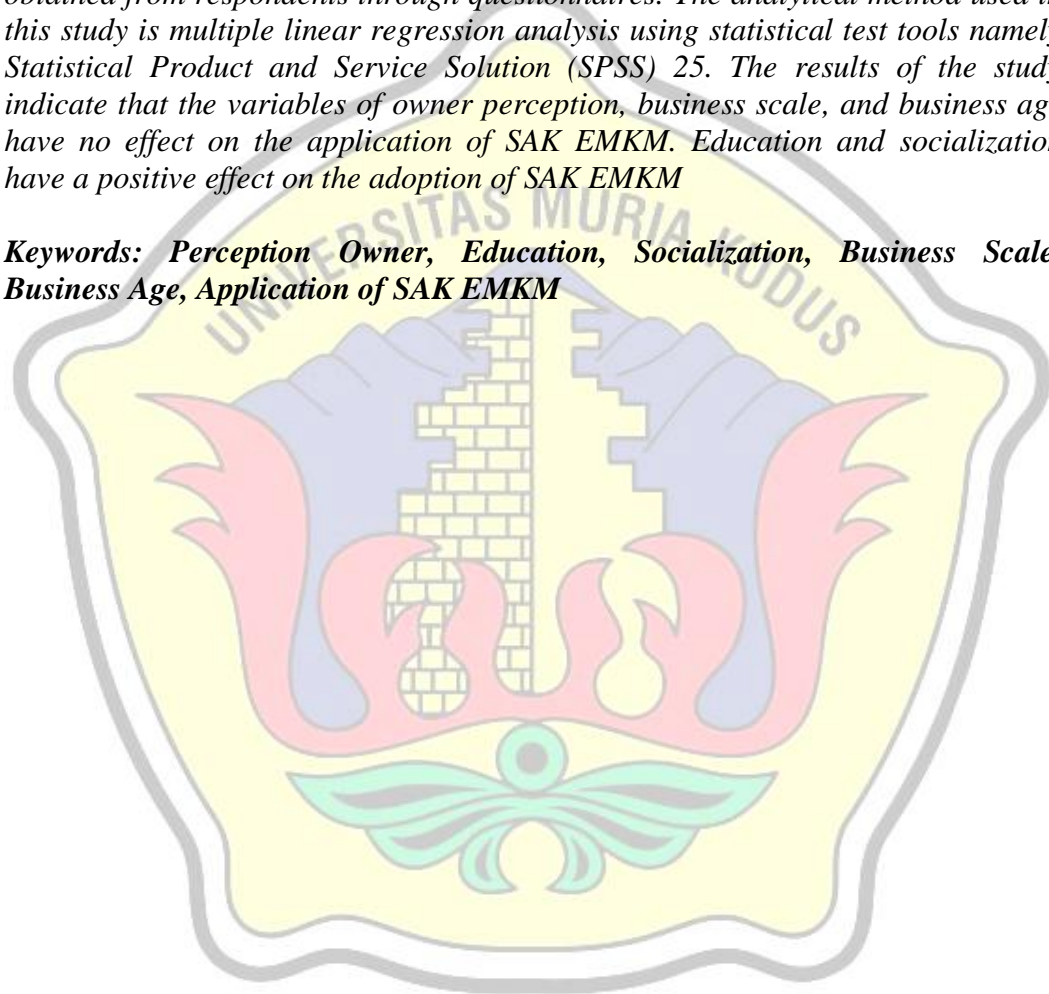 obtained from respondents through questionnaires. The analytical method used
this study is multiple linear regression analysis using statistical test tools namely
Statistical Product and Service Solution (SPSS) 25. The results of the study
indicate that the variables of owner perception, business scale, and business ag
have no effect on the application of SAK EMKM. Education and socialization
have a positive effect on the adoption of SAK EMKM
UNIVERSITAS MURIA KUDUS
Keywords: Perception Owner, Education, Socialization, Business Scale
Business Age, Application of SAK EMKM